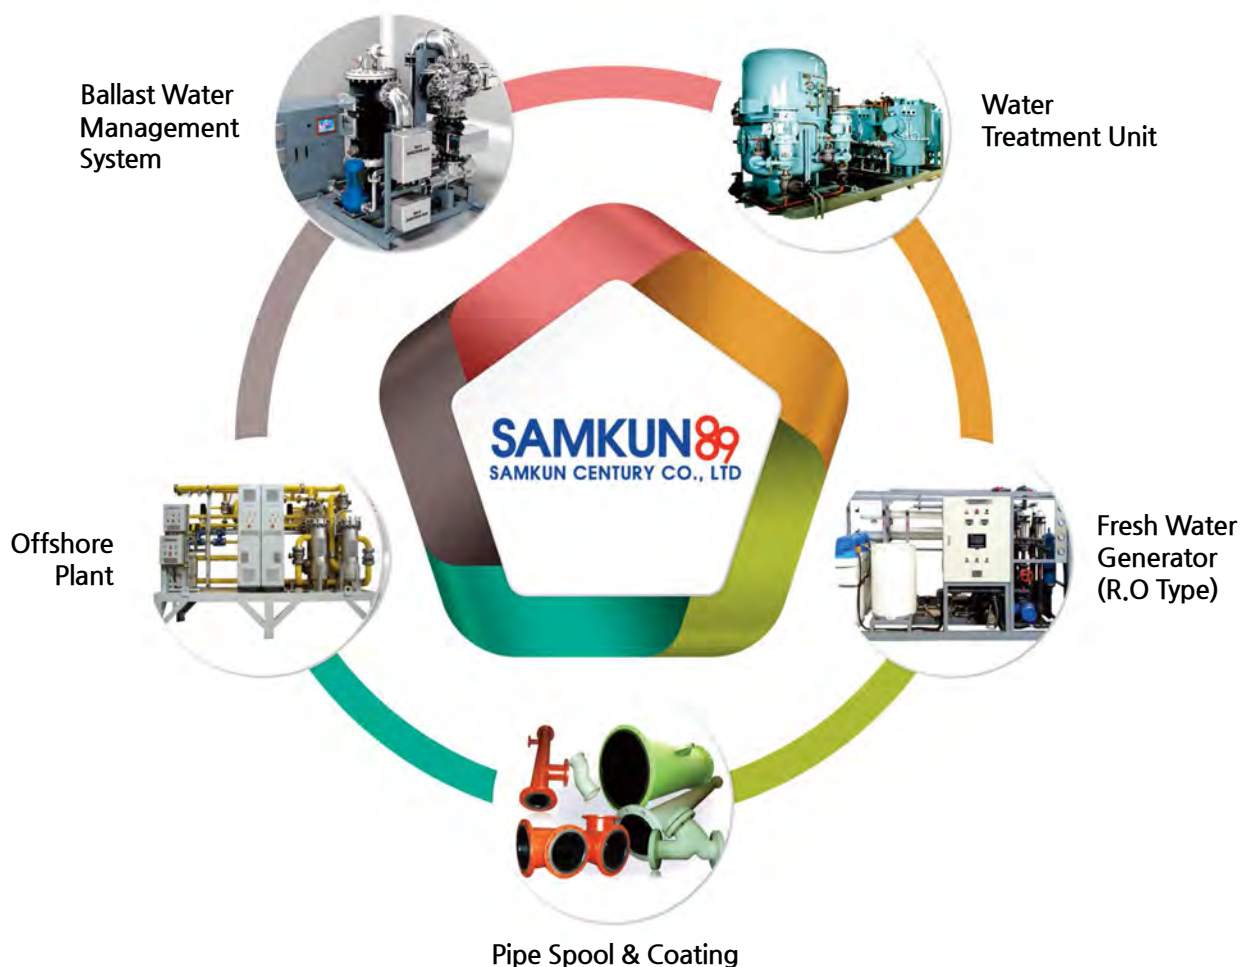 Ballast Water
Management
System
Water
Treatment Unit
SAMKUN89
SAMKUN CENTURY CO., LTD
Offshore
Plant
Fresh Water
Generator
(R.O Type)
Pipe Spool & Coating